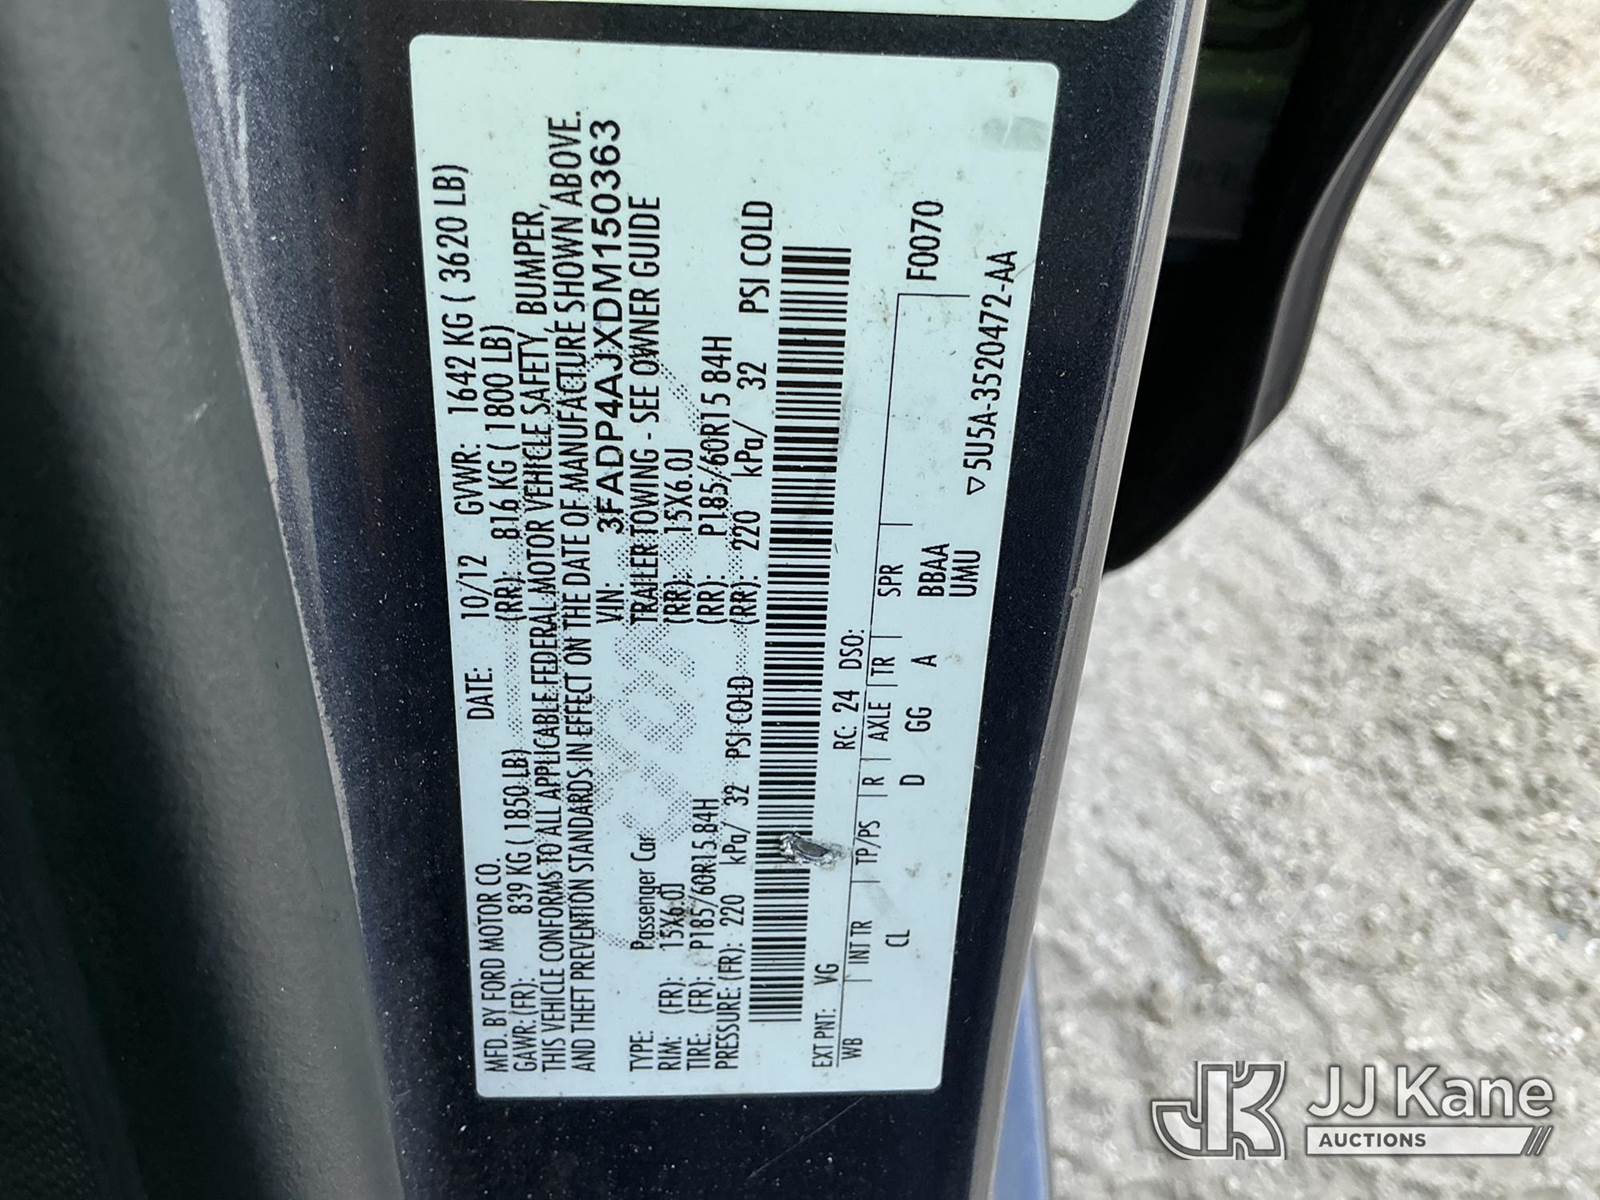 MFD. BY FORD MOTOR CO. DATE: 10/12 GVWR: 1642 KG ( 3620 LB)
GAWR: (FR): 839 KG ( 1850 LB) (RR): 816 KG ( 1800 LB)
THIS VEHICLE CONFORMS TO ALL APPLICABLE FEDERAL MOTOR VEHICLE SAFETY, BUMPER,
AND THEFT PREVENTION STANDARDS IN EFFECT ON THE DATE OF MANUFACTURE SHOWN ABOVE.
VIN: 3FADP4AJXDM150363
TYPE: Passenger Car TRAILER TOWING - SEE OWNER GUIDE
RIM: (FR): 15X6.0J (RR) 15X6.0J
TIRE: (FR): P185/60R15 84H (RR): P185/60R15 84H
PRESSURE: (FR): 220 kPa/ 32 PSI COLD (RR): 220 kPa/ 32 PSI COLD
EXT PNT: VG RC: 24 DSO:
WB INT TR TP/PS R AXLE TR SPR F0070
CL D GG A BBAA
UMU
5U5A-3520472-AA
JK JJ Kane
AUCTIONS